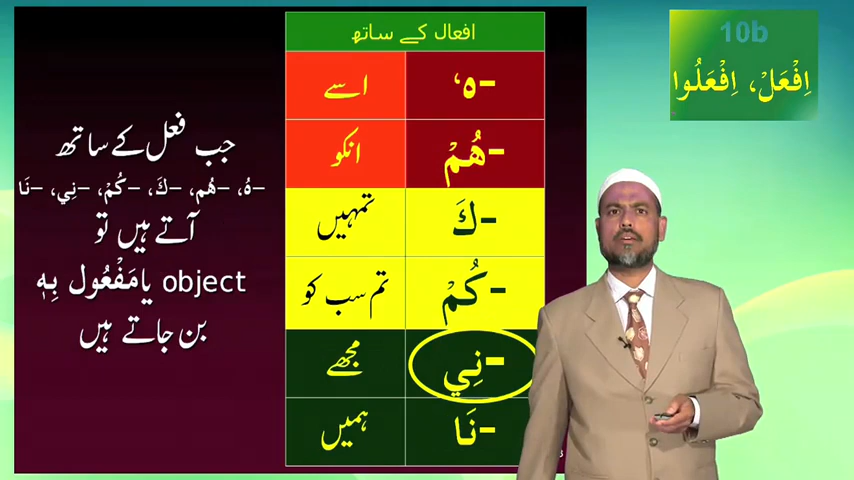 10b
اِفْعَلْ، اِفْعَلُوا
افعال کے ساتھ
-هُ اسے
-هُمْ انکو
-كَ تمہیں
-كُمْ تم سب کو
-نِي مجھے
-نَا ہمیں
جب فعل کے ساتھ
-هُ، -هُم، -كَ، -كُمْ، -نِي، -نَا
آتے ہیں تو
object یا مَفْعُول بِهٖ
بن جاتے ہیں